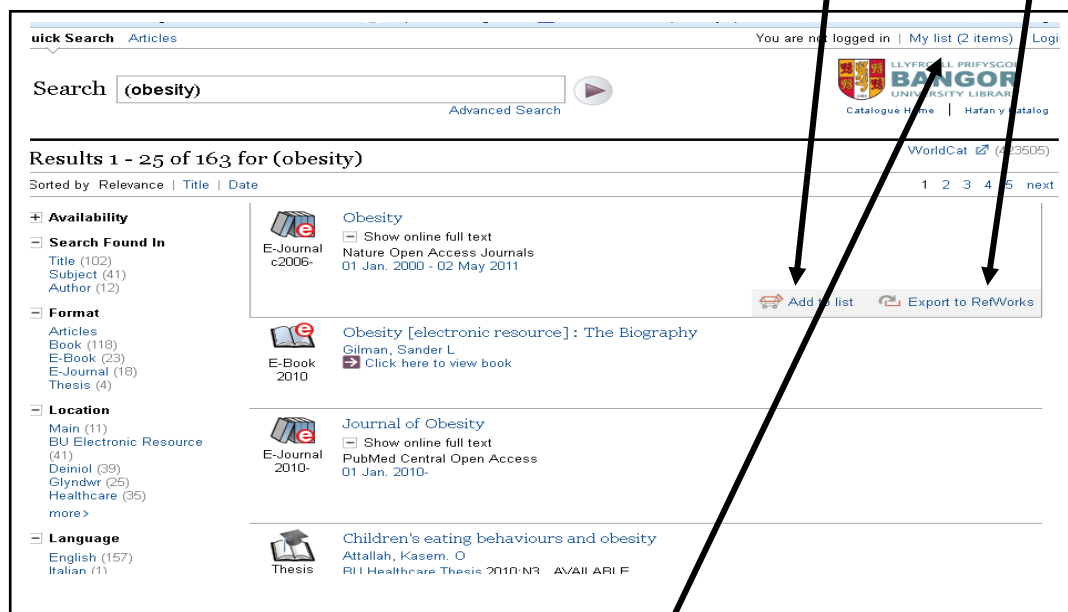 uick Search Articles
You are not logged in | My list (2 items) Logi
Search (obesity)
Advanced Search
LLYFRGELL PRIFYSGOL
BANGOR
UNIVERSITY LIBRARY
Catalogue Home | Hafan y Catalog
Results 1 - 25 of 163 for (obesity)
WorldCat (423505)
Sorted by Relevance | Title | Date
1 2 3 4 5 next
+ Availability
− Search Found In
Title (102)
Subject (41)
Author (12)
− Format
Articles
Book (118)
E-Book (23)
E-Journal (18)
Thesis (4)
− Location
Main (11)
BU Electronic Resource
(41)
Deiniol (39)
Glyndwr (25)
Healthcare (35)
more>
− Language
English (157)
Italian (1)
E-Journal
c2006-
Obesity
− Show online full text
Nature Open Access Journals
01 Jan. 2000 - 02 May 2011
Add to list Export to RefWorks
E-Book
2010
Obesity [electronic resource] : The Biography
Gilman, Sander L
Click here to view book
E-Journal
2010-
Journal of Obesity
− Show online full text
PubMed Central Open Access
01 Jan. 2010-
Thesis
Children's eating behaviours and obesity
Attallah, Kasem. O
BU Healthcare Thesis 2010:N3 AVAILABLE